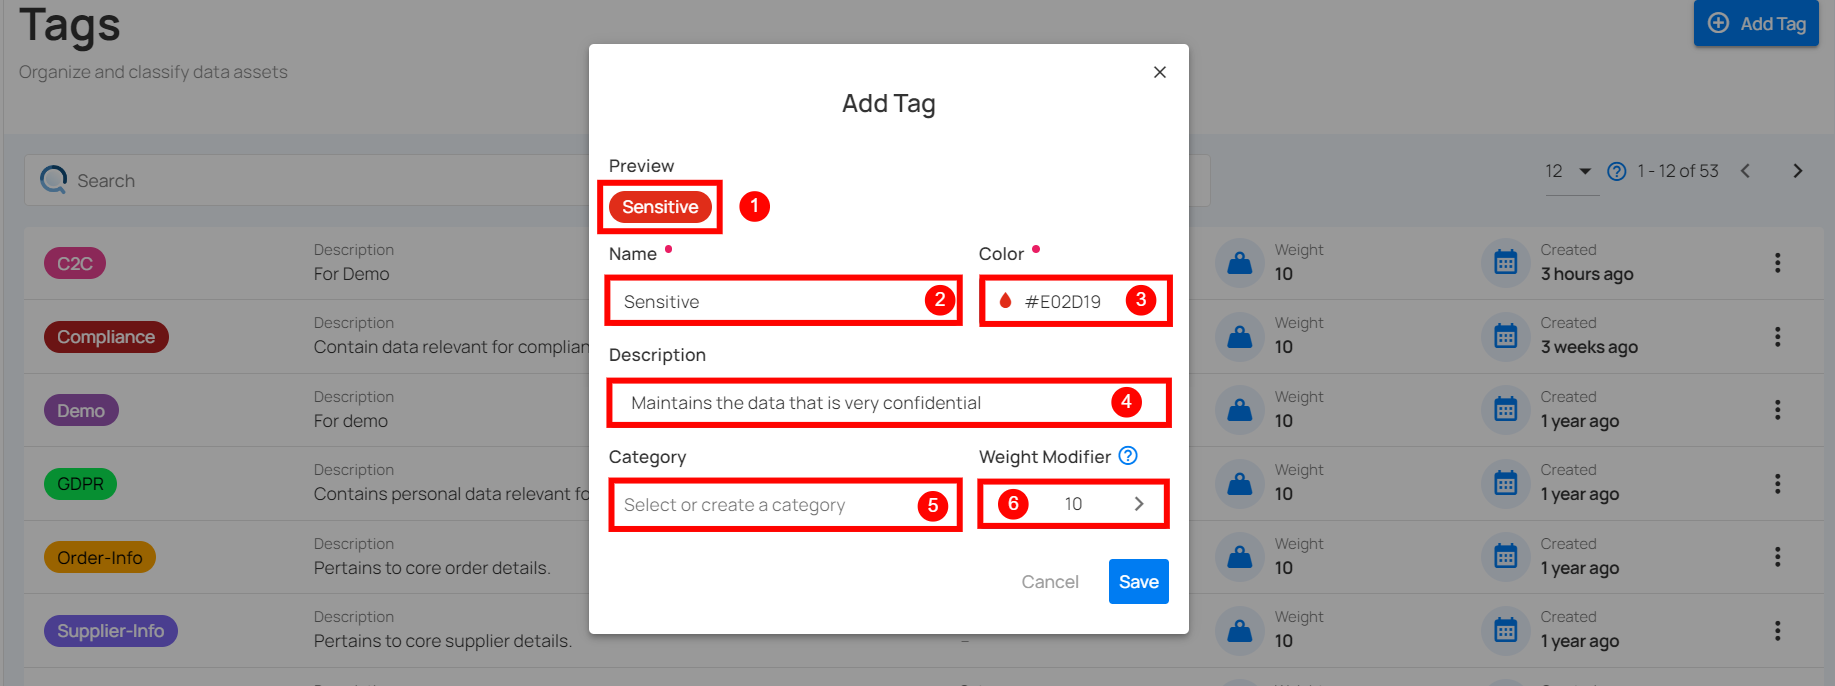 Tags
Add Tag
Organize and classify data assets
Add Tag
Preview
Sensitive 1
Name Color
Sensitive 2 #E02D19 3
Description
Maintains the data that is very confidential 4
Category Weight Modifier ?
Select or create a category 5 6 10
Cancel Save
Search 12 ? 1 - 12 of 53
C2C Description Weight Created
For Demo 10 3 hours ago
Compliance Description Weight Created
Contain data relevant for complian 10 3 weeks ago
Demo Description Weight Created
For demo 10 1 year ago
GDPR Description Weight Created
Contains personal data relevant fo 10 1 year ago
Order-Info Description Weight Created
Pertains to core order details. 10 1 year ago
Supplier-Info Description Weight Created
Pertains to core supplier details. 10 1 year ago